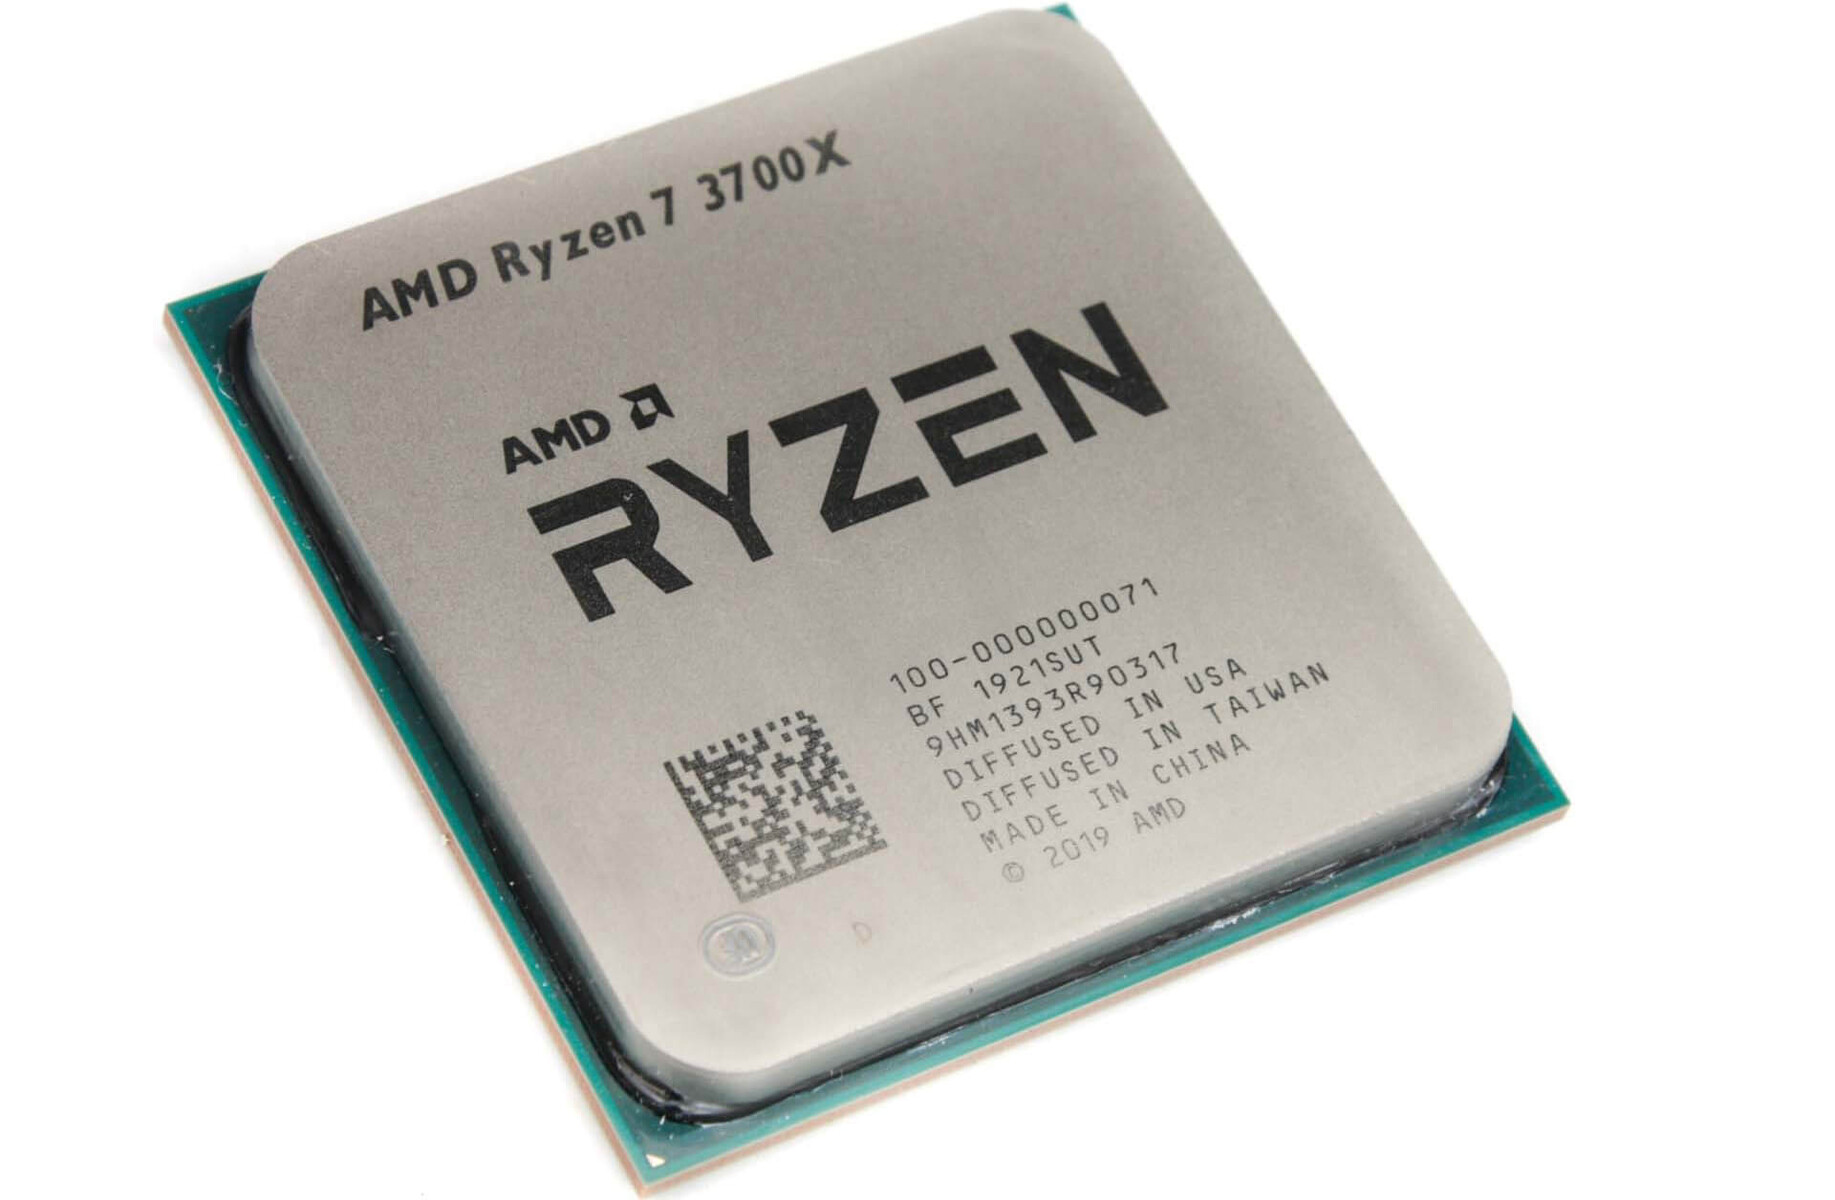 AMD Ryzen 7 3700X
AMD
RYZEN
100-000000071
BF 1921SUT
9HM1393R90317
DIFFUSED IN USA
DIFFUSED IN TAIWAN
MADE IN CHINA
© 2019 AMD
D